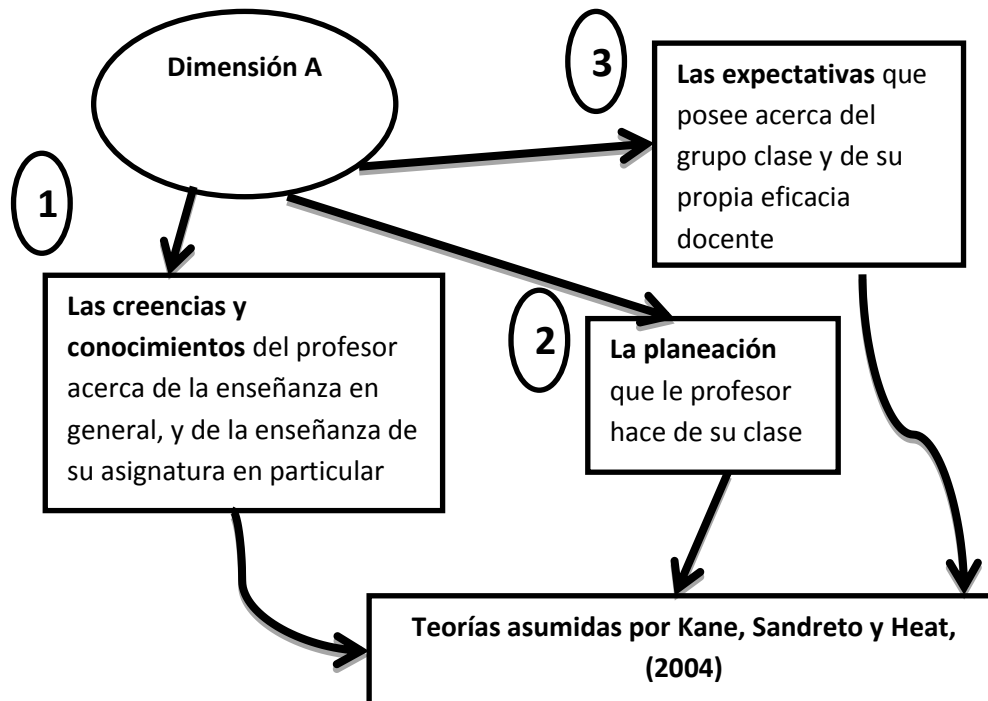 Dimensión A
1
Las creencias y
conocimientos del profesor
acerca de la enseñanza en
general, y de la enseñanza de
su asignatura en particular
2
La planeación
que le profesor
hace de su clase
3
Las expectativas que
posee acerca del
grupo clase y de su
propia eficacia
docente
Teorías asumidas por Kane, Sandreto y Heat,
(2004)